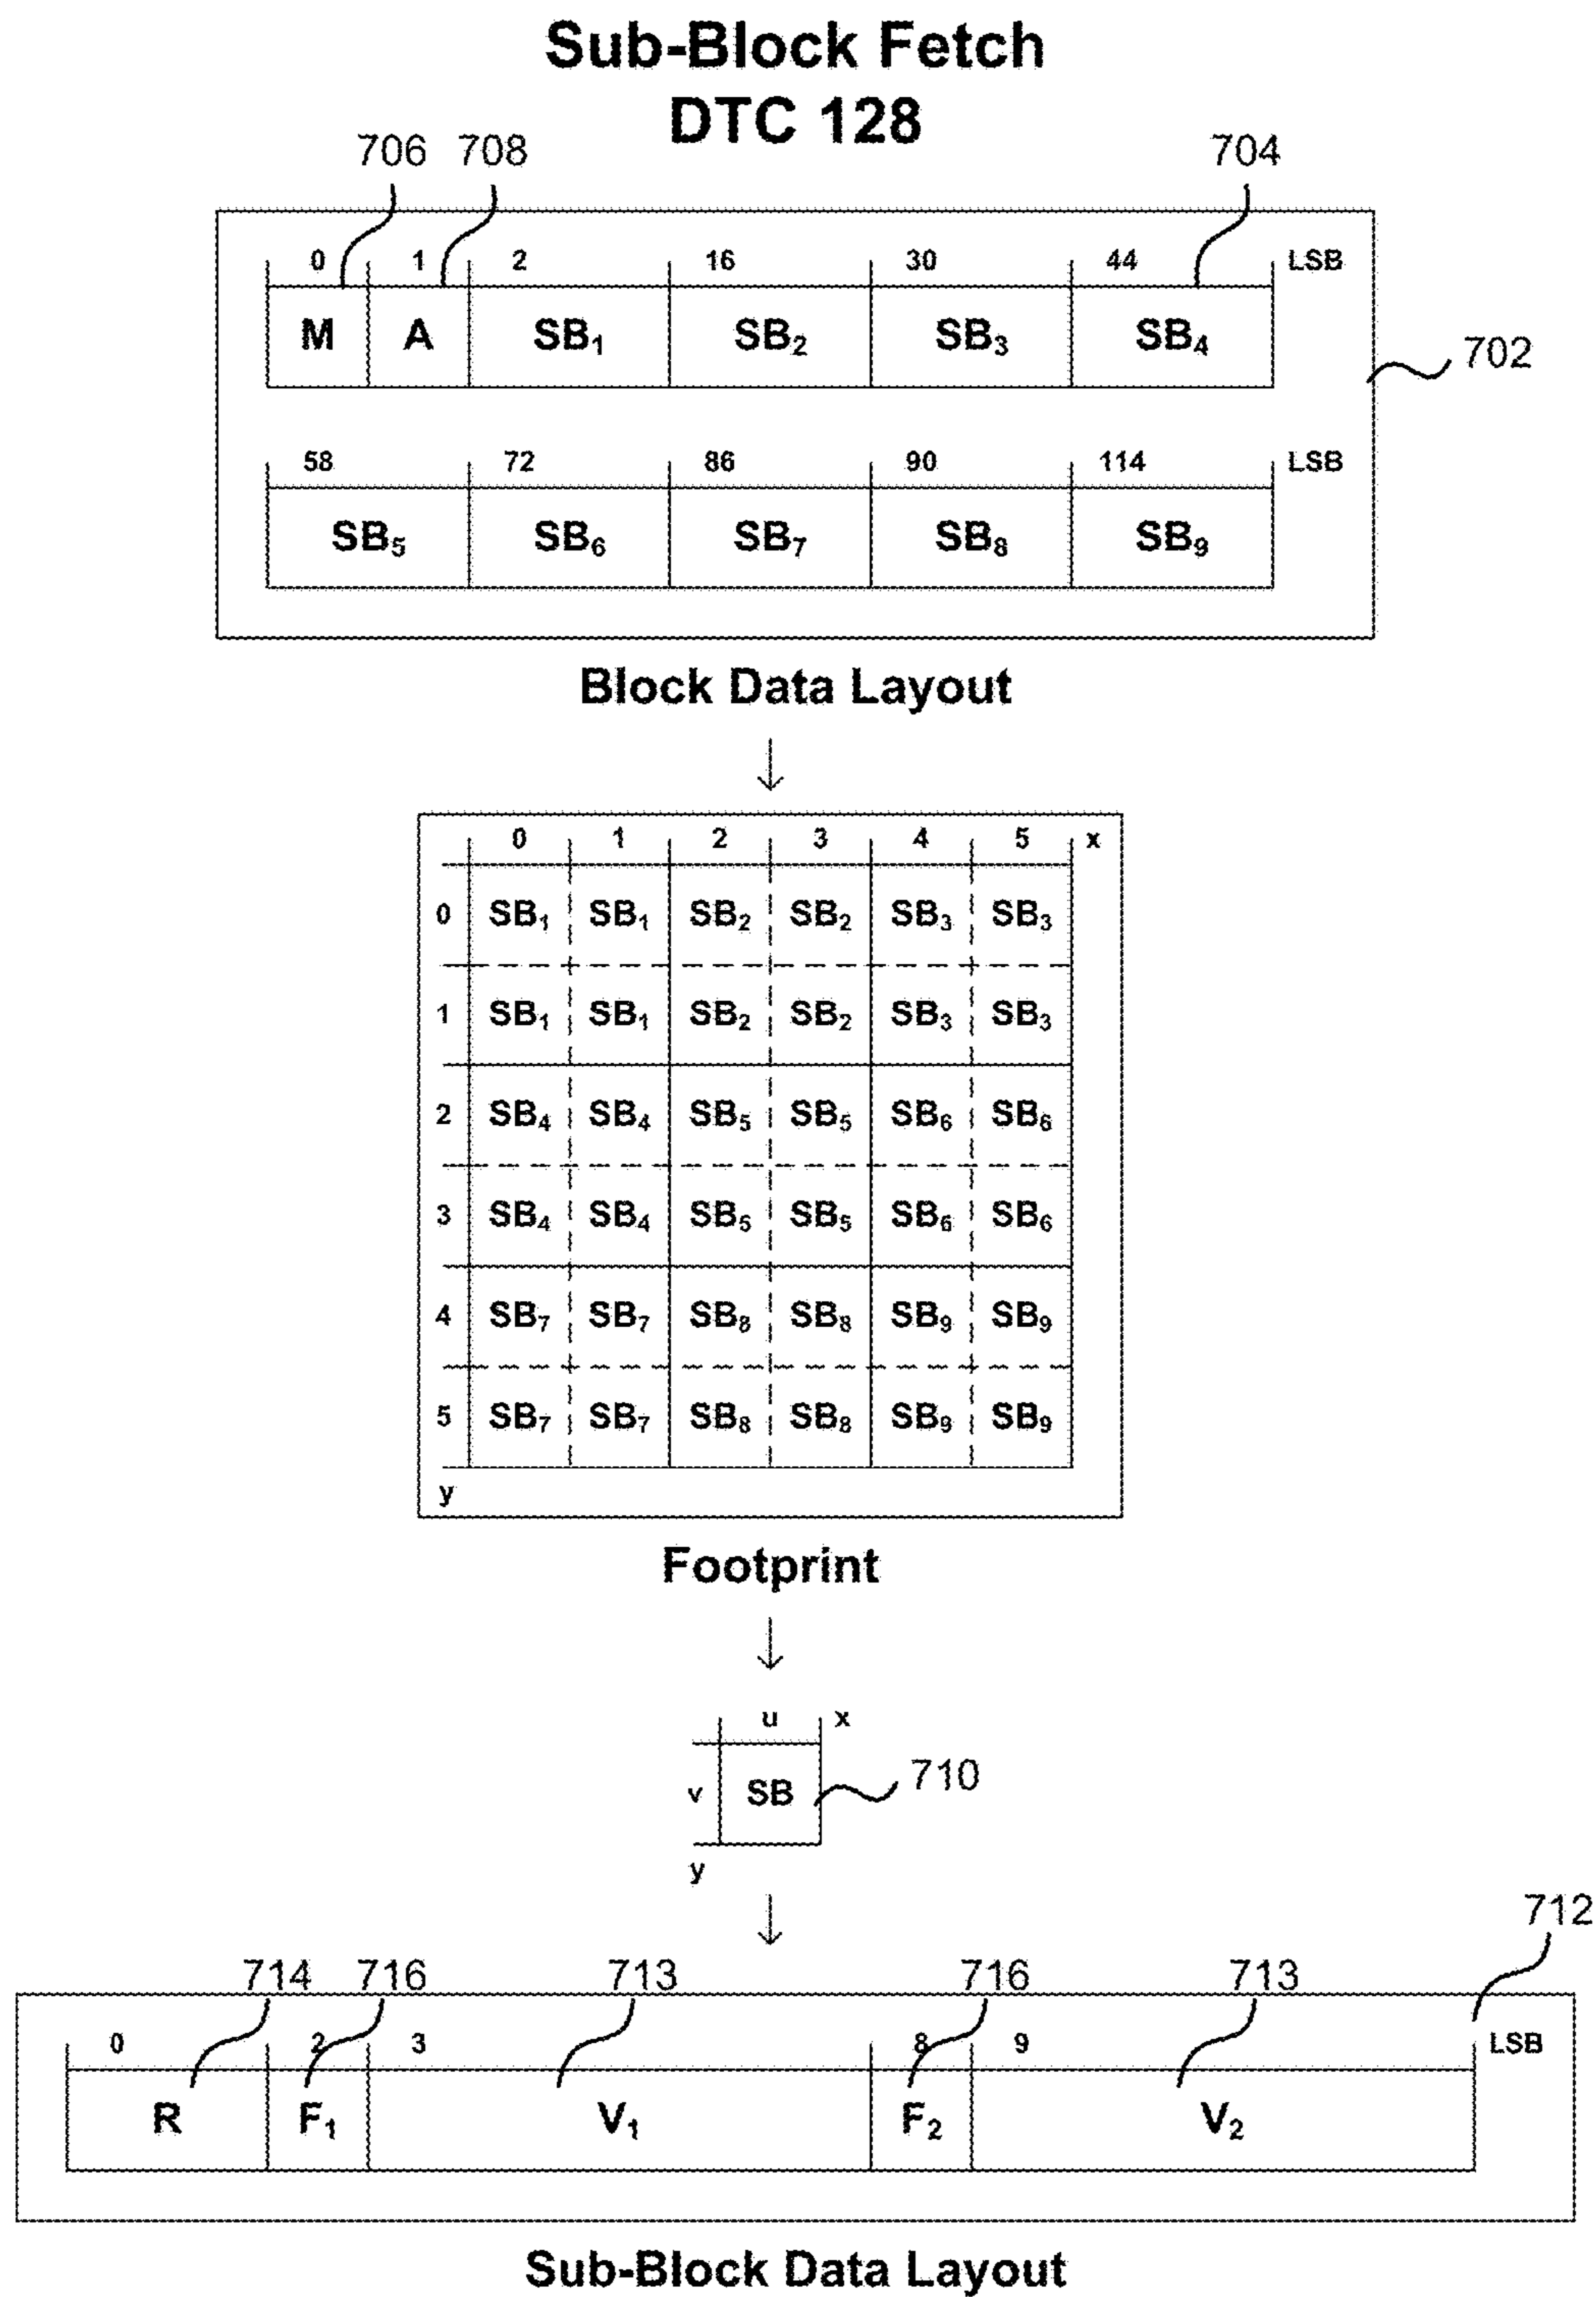 Sub-Block Fetch
DTC 128
706 708 704
0 1 2 16 30 44 LSB
M A SB₁ SB₂ SB₃ SB₄
702
58 72 86 90 114 LSB
SB₅ SB₆ SB₇ SB₈ SB₉
Block Data Layout
0 1 2 3 4 5 x
0 SB₁ SB₁ SB₂ SB₂ SB₃ SB₃
1 SB₁ SB₁ SB₂ SB₂ SB₃ SB₃
2 SB₄ SB₄ SB₅ SB₅ SB₆ SB₆
3 SB₄ SB₄ SB₅ SB₅ SB₆ SB₆
4 SB₇ SB₇ SB₈ SB₈ SB₉ SB₉
5 SB₇ SB₇ SB₈ SB₈ SB₉ SB₉
y
Footprint
u x
v SB 710
y
712
714 716 713 716 713
0 2 3 8 9 LSB
R F₁ V₁ F₂ V₂
Sub-Block Data Layout